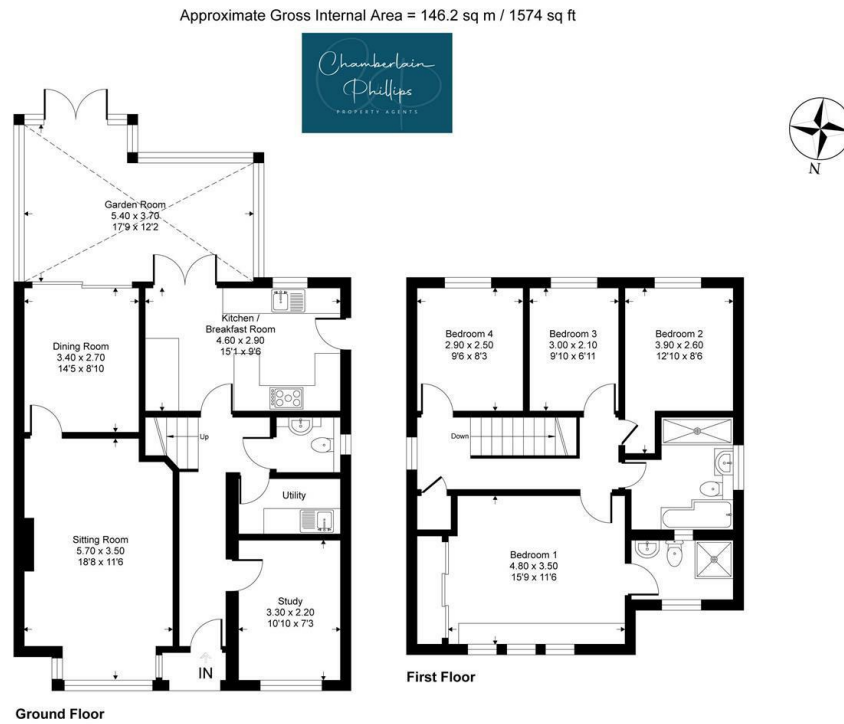 Approximate Gross Internal Area = 146.2 sq m / 1574 sq ft
Chamberlain
Phillips
PROPERTY AGENTS
N
Garden Room
5.40 x 3.70
17'9 x 12'2
Dining Room
3.40 x 2.70
14'5 x 8'10
Kitchen /
Breakfast Room
4.60 x 2.90
15'1 x 9'6
Up
Utility
Sitting Room
5.70 x 3.50
18'8 x 11'6
Study
3.30 x 2.20
10'10 x 7'3
IN
Ground Floor
Bedroom 4
2.90 x 2.50
9'6 x 8'3
Bedroom 3
3.00 x 2.10
9'10 x 6'11
Bedroom 2
3.90 x 2.60
12'10 x 8'6
Down
Bedroom 1
4.80 x 3.50
15'9 x 11'6
First Floor